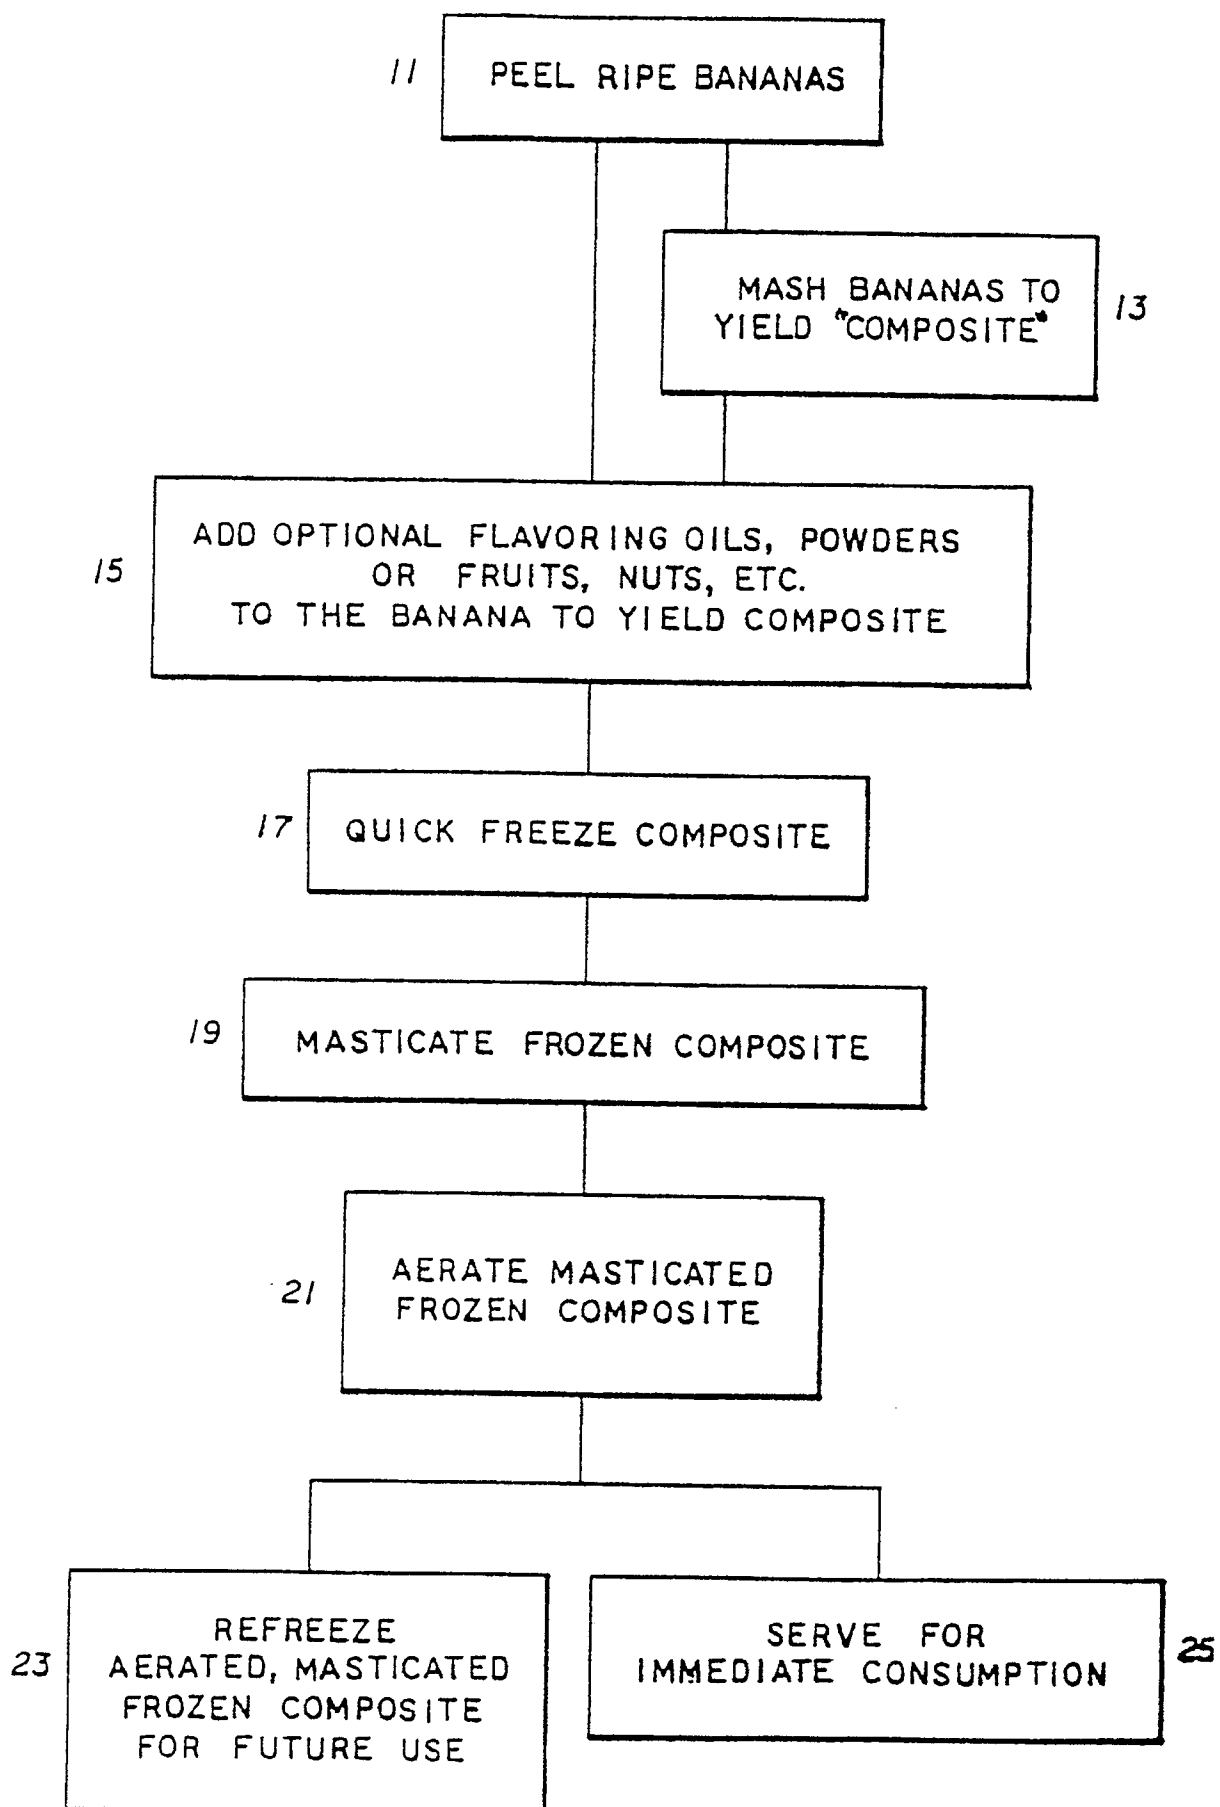 11
PEEL RIPE BANANAS
MASH BANANAS TO
YIELD "COMPOSITE"
13
15
ADD OPTIONAL FLAVORING OILS, POWDERS
OR FRUITS, NUTS, ETC.
TO THE BANANA TO YIELD COMPOSITE
17
QUICK FREEZE COMPOSITE
19
MASTICATE FROZEN COMPOSITE
21
AERATE MASTICATED
FROZEN COMPOSITE
23
REFREEZE
AERATED, MASTICATED
FROZEN COMPOSITE
FOR FUTURE USE
SERVE FOR
IMMEDIATE CONSUMPTION
25